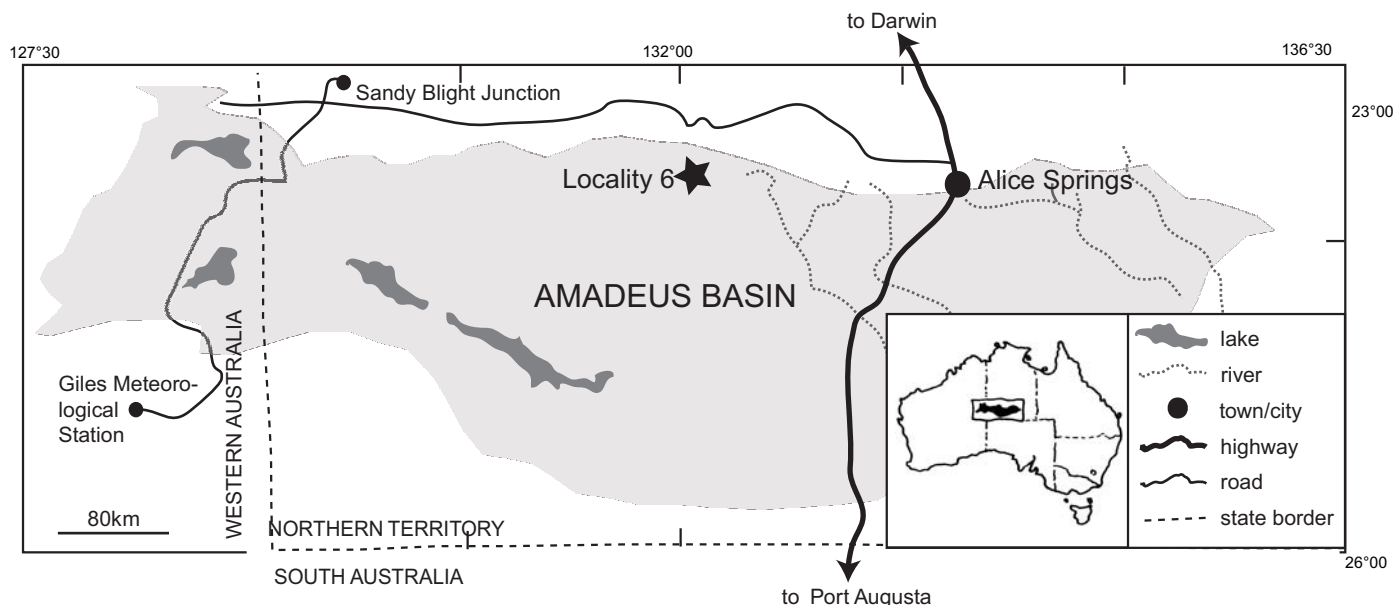 to Darwin
127°30
132°00
136°30
Sandy Blight Junction
23°00
Locality 6
Alice Springs
AMADEUS BASIN
WESTERN AUSTRALIA
Giles Meteoro-
logical
Station
lake
river
town/city
highway
road
state border
80km
NORTHERN TERRITORY
SOUTH AUSTRALIA
26°00
to Port Augusta